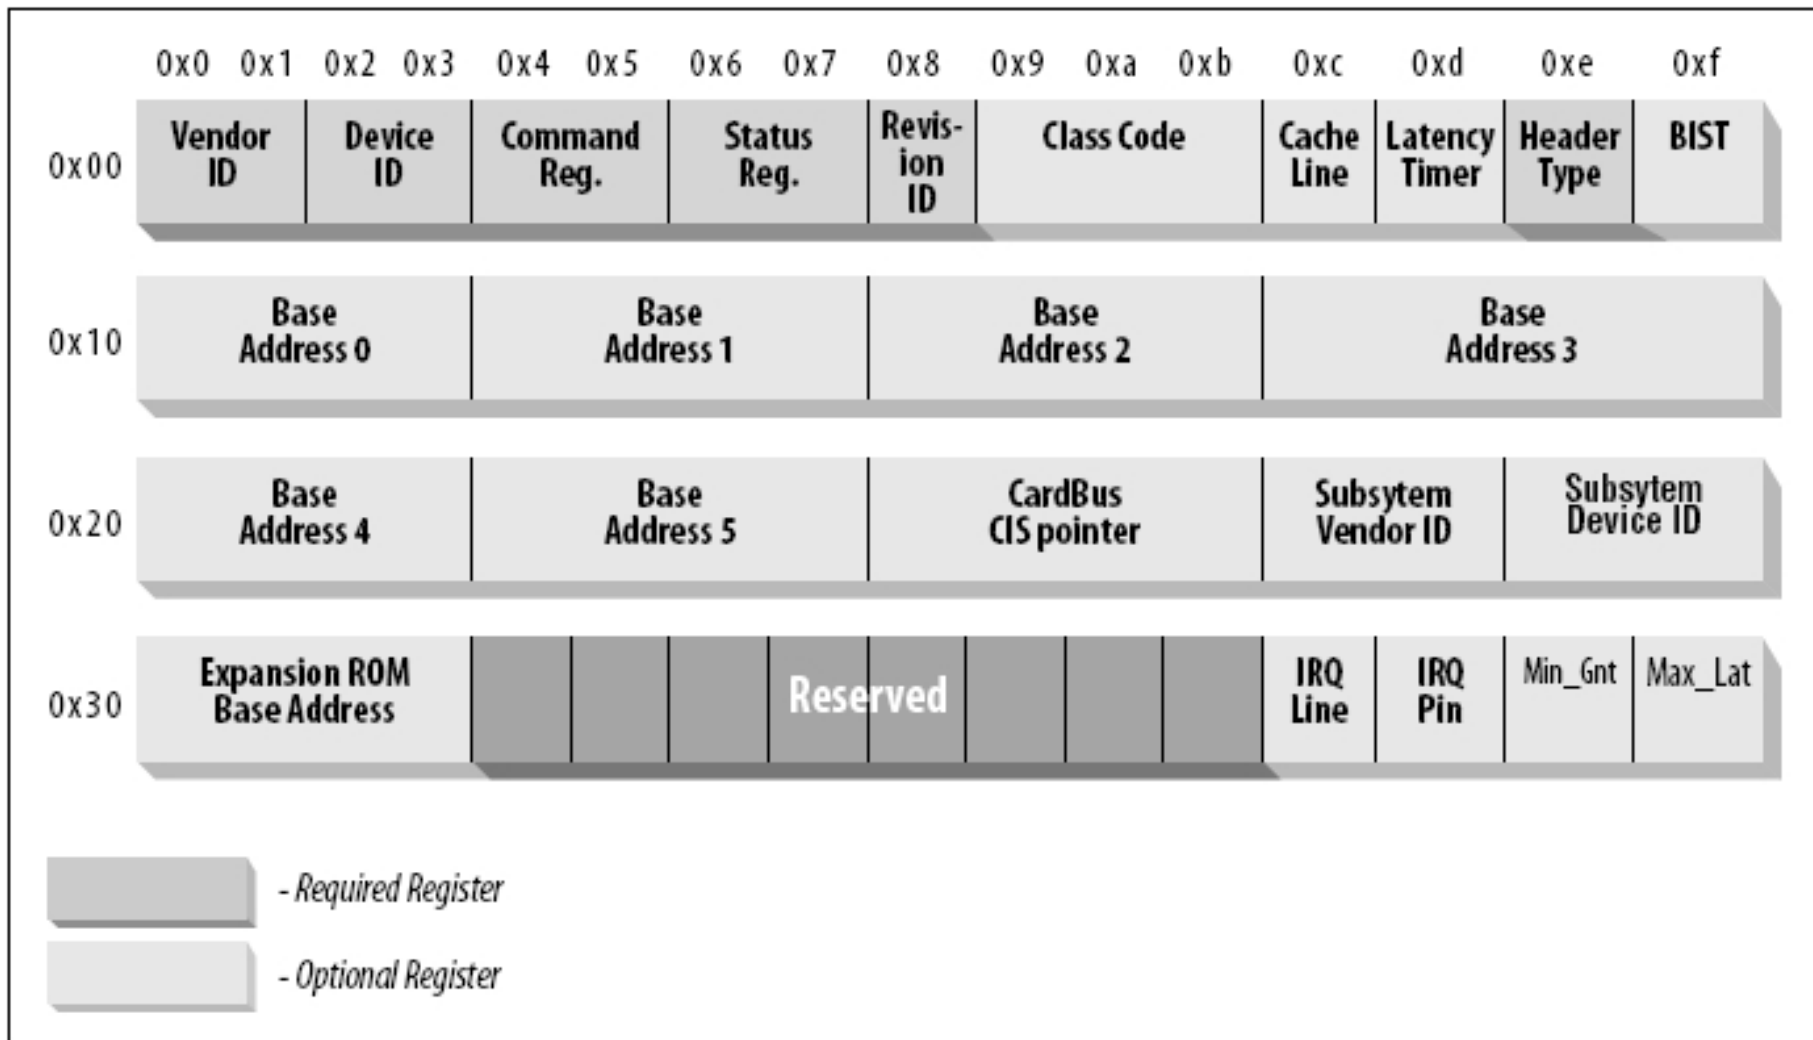 0x0 0x1 0x2 0x3 0x4 0x5 0x6 0x7 0x8 0x9 0xa 0xb 0xc 0xd 0xe 0xf
0x00
Vendor
ID
Device
ID
Command
Reg.
Status
Reg.
Revis-
ion
ID
Class Code
Cache
Line
Latency
Timer
Header
Type
BIST
0x10
Base
Address 0
Base
Address 1
Base
Address 2
Base
Address 3
0x20
Base
Address 4
Base
Address 5
CardBus
CIS pointer
Subsytem
Vendor ID
Subsytem
Device ID
0x30
Expansion ROM
Base Address
Reserved
IRQ
Line
IRQ
Pin
Min_Gnt
Max_Lat
- Required Register
- Optional Register